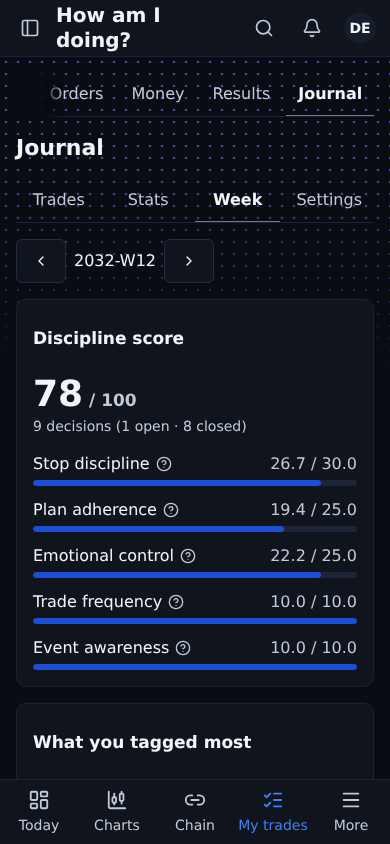 How am I
doing?
DE
Orders Money Results Journal
Journal
Trades Stats Week Settings
2032-W12
Discipline score
78 / 100
9 decisions (1 open · 8 closed)
Stop discipline 26.7 / 30.0
Plan adherence 19.4 / 25.0
Emotional control 22.2 / 25.0
Trade frequency 10.0 / 10.0
Event awareness 10.0 / 10.0
What you tagged most
Today Charts Chain My trades More